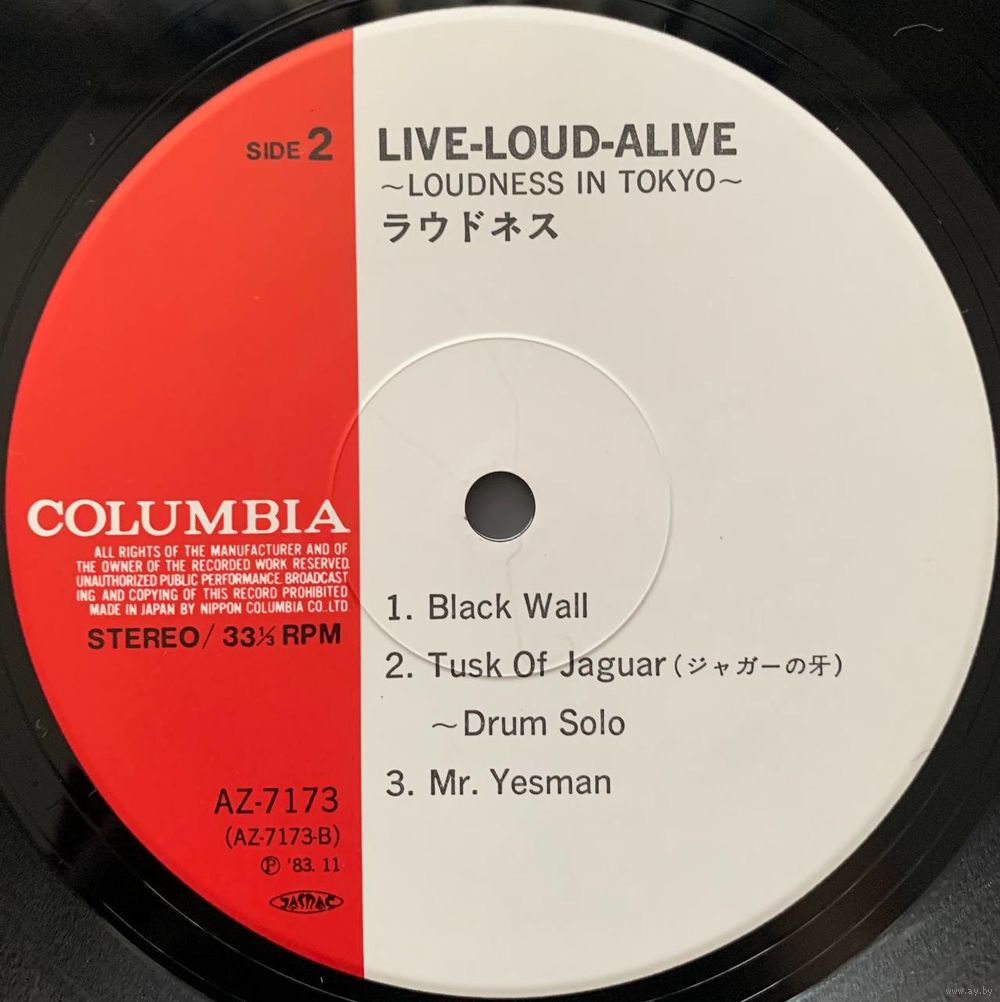 SIDE 2
LIVE-LOUD-ALIVE
~LOUDNESS IN TOKYO~
ラウドネス
COLUMBIA
ALL RIGHTS OF THE MANUFACTURER AND OF
THE OWNER OF THE RECORDED WORK RESERVED.
UNAUTHORIZED PUBLIC PERFORMANCE. BROADCAST
ING AND COPYING OF THIS RECORD PROHIBITED
MADE IN JAPAN BY NIPPON COLUMBIA CO., LTD
STEREO/ 33⅓ RPM
1. Black Wall
2. Tusk Of Jaguar (ジャガーの牙)
~Drum Solo
3. Mr. Yesman
AZ-7173
(AZ-7173-B)
Ⓟ '83. 11
JASRAC
www.ay.by